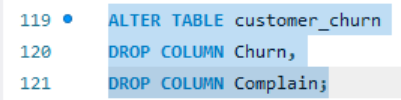 119 ALTER TABLE customer_churn
120 DROP COLUMN Churn,
121 DROP COLUMN Complain;